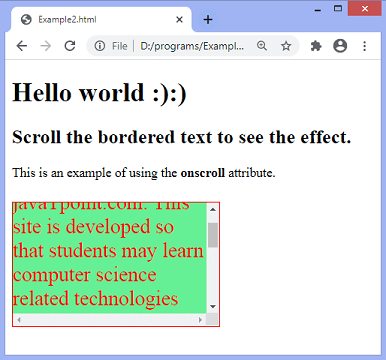 Example2.html
File | D:/programs/Exampl...
Hello world :):)
Scroll the bordered text to see the effect.
This is an example of using the onscroll attribute.
javaTpoint.com. This
site is developed so
that students may learn
computer science
related technologies